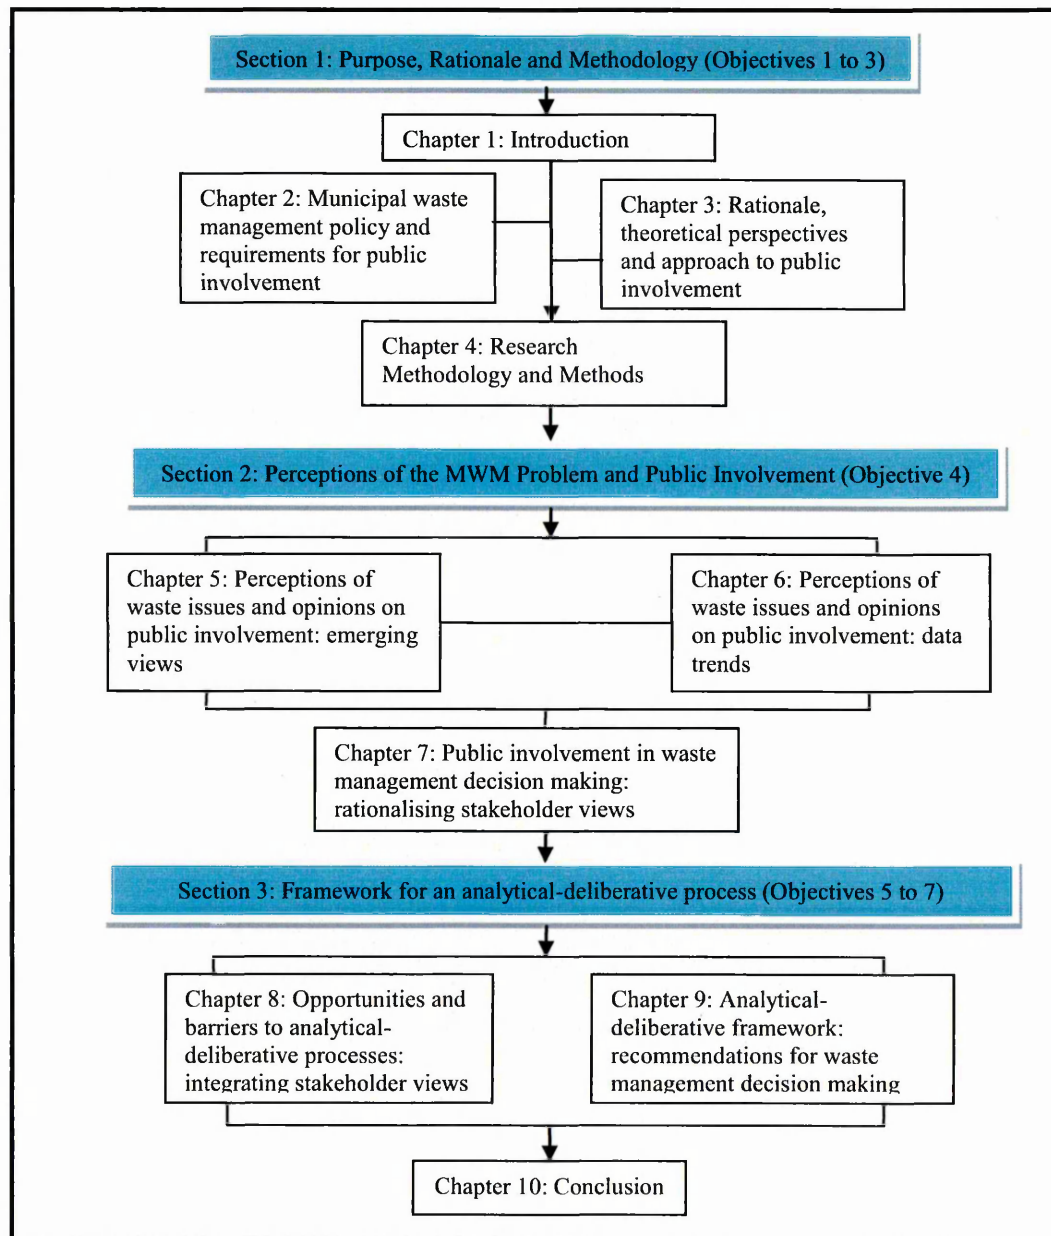 Section 1: Purpose, Rationale and Methodology (Objectives 1 to 3)
Chapter 1: Introduction
Chapter 2: Municipal waste
management policy and
requirements for public
involvement
Chapter 3: Rationale,
theoretical perspectives
and approach to public
involvement
Chapter 4: Research
Methodology and Methods
Section 2: Perceptions of the MWM Problem and Public Involvement (Objective 4)
Chapter 5: Perceptions of
waste issues and opinions on
public involvement: emerging
views
Chapter 6: Perceptions of
waste issues and opinions
on public involvement: data
trends
Chapter 7: Public involvement in waste
management decision making:
rationalising stakeholder views
Section 3: Framework for an analytical-deliberative process (Objectives 5 to 7)
Chapter 8: Opportunities and
barriers to analytical-
deliberative processes:
integrating stakeholder views
Chapter 9: Analytical-
deliberative framework:
recommendations for waste
management decision making
Chapter 10: Conclusion